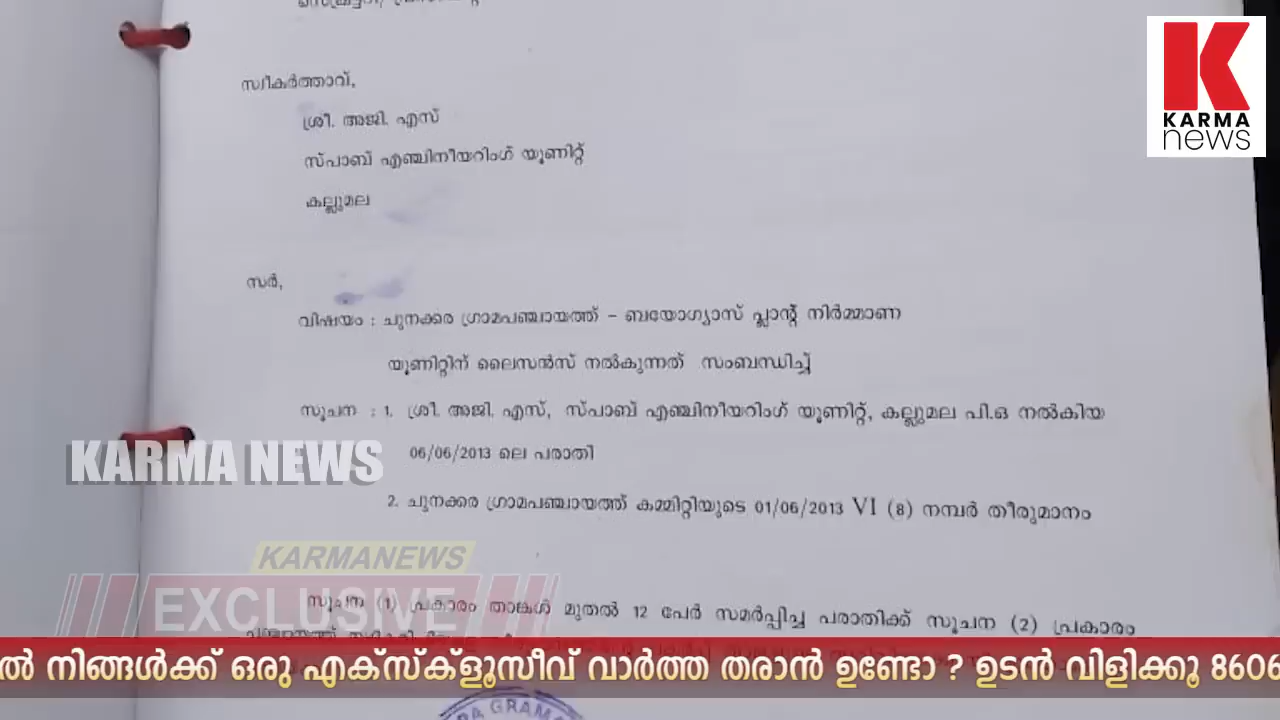 സ്വീകർത്താവ്,
ശ്രീ. അജി. എസ്
സ്പാബ് എഞ്ചിനീയറിംഗ് യൂണിറ്റ്
കല്ലുമല
സർ,
വിഷയം : ചുനക്കര ഗ്രാമപഞ്ചായത്ത് – ബയോഗ്യാസ് പ്ലാന്റ് നിർമ്മാണ
യൂണിറ്റിന് ലൈസൻസ് നൽകുന്നത് സംബന്ധിച്ച്
സൂചന : 1. ശ്രീ. അജി. എസ്, സ്പാബ് എഞ്ചിനീയറിംഗ് യൂണിറ്റ്, കല്ലുമല പി.ഒ നൽകിയ
06/06/2013 ലെ പരാതി
2. ചുനക്കര ഗ്രാമപഞ്ചായത്ത് കമ്മിറ്റിയുടെ 01/06/2013 VI (8) നമ്പർ തീരുമാനം
സൂചന (1) പ്രകാരം താങ്കൾ മുതൽ 12 പേർ സമർപ്പിച്ച പരാതിക്ക് സൂചന (2) പ്രകാരം
KARMA
news
KARMA NEWS
KARMANEWS
EXCLUSIVE
ൽ നിങ്ങൾക്ക് ഒരു എക്സ്ക്ളൂസീവ് വാർത്ത തരാൻ ഉണ്ടോ ? ഉടൻ വിളിക്കൂ 8606